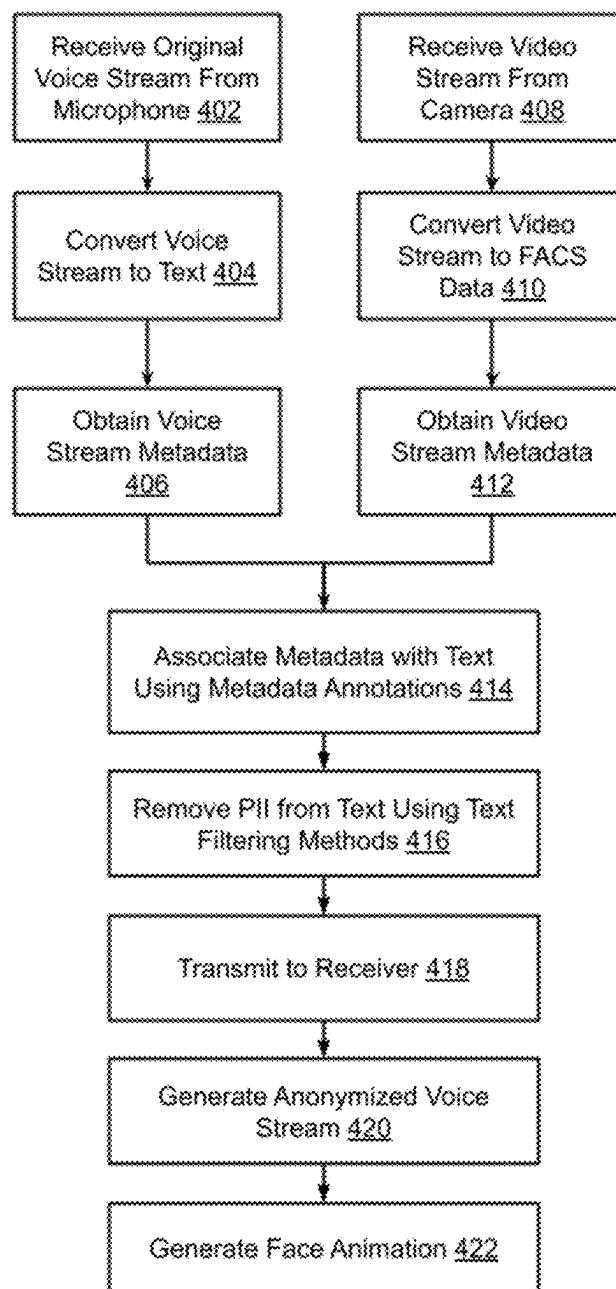 Receive Original
Voice Stream From
Microphone 402
Receive Video
Stream From
Camera 408
Convert Voice
Stream to Text 404
Convert Video
Stream to FACS
Data 410
Obtain Voice
Stream Metadata
406
Obtain Video
Stream Metadata
412
Associate Metadata with Text
Using Metadata Annotations 414
Remove PII from Text Using Text
Filtering Methods 416
Transmit to Receiver 418
Generate Anonymized Voice
Stream 420
Generate Face Animation 422